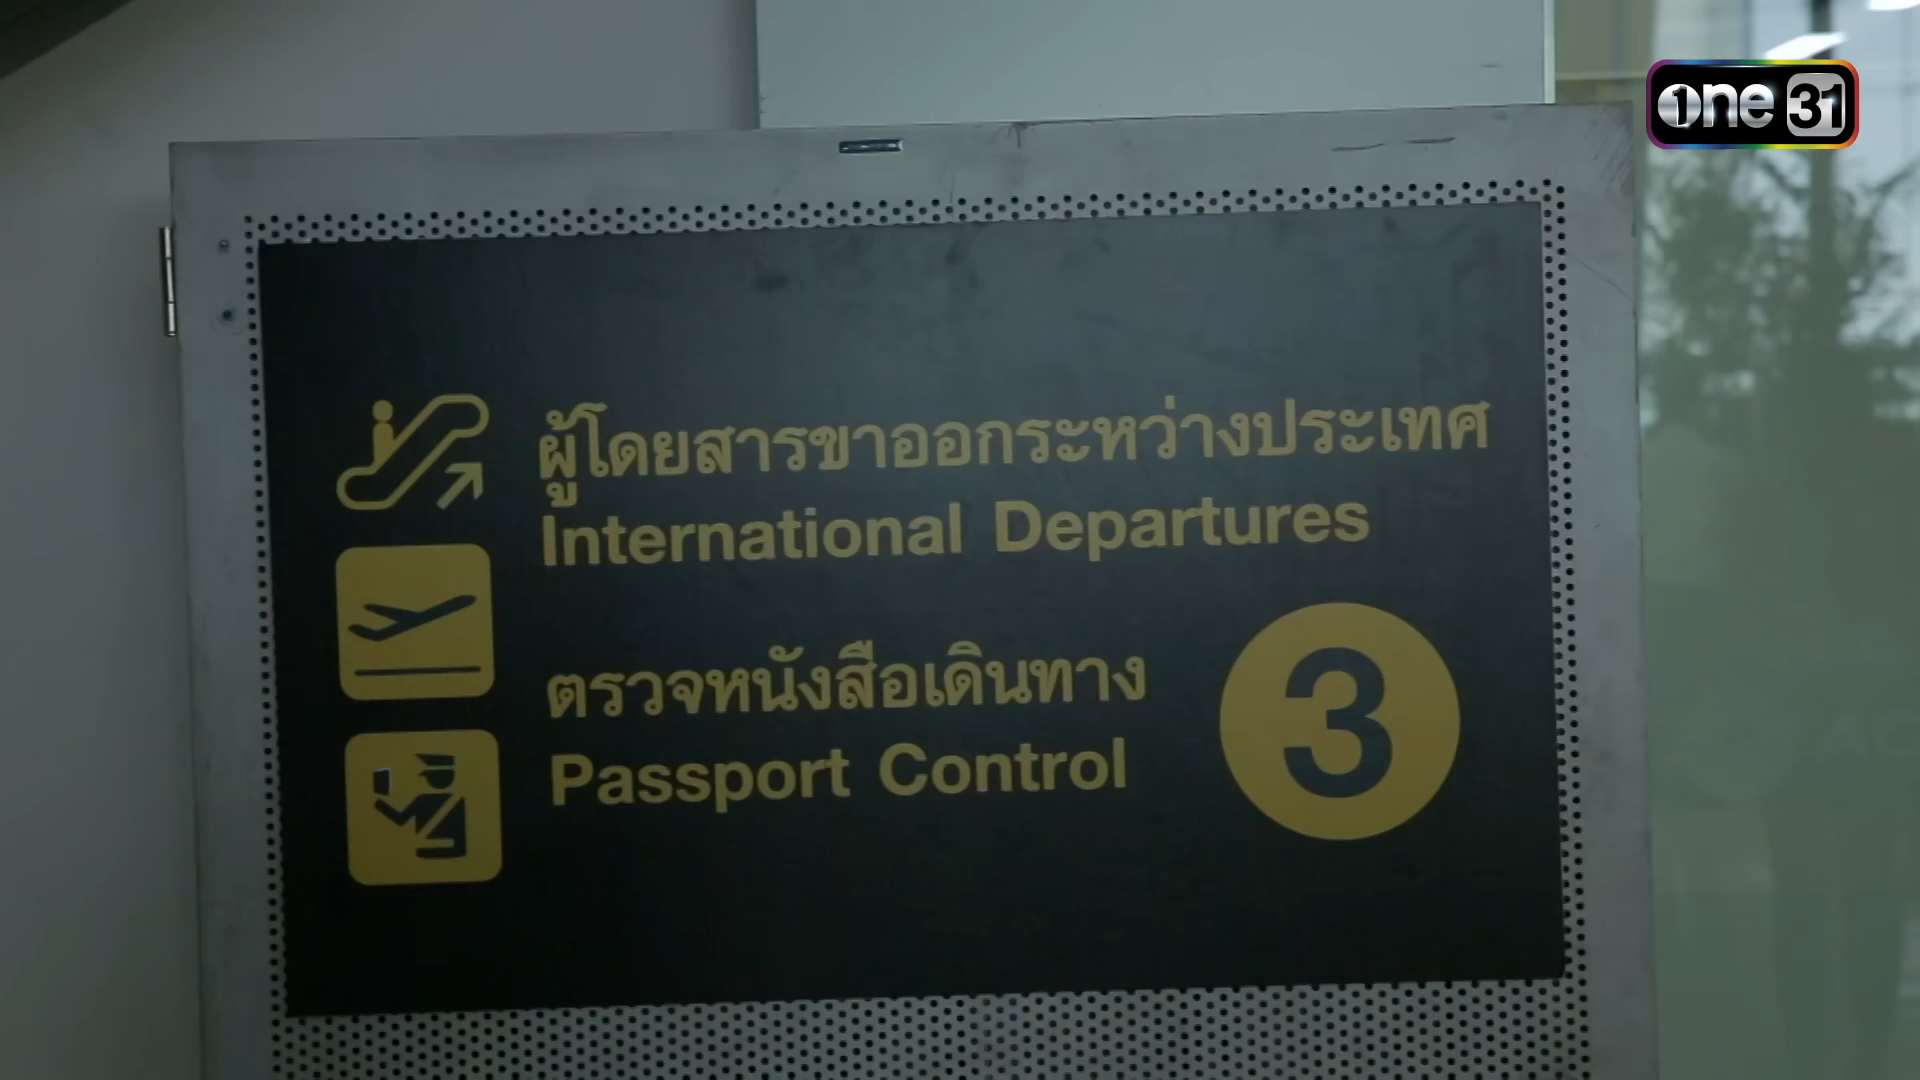 one 31
ผู้โดยสารขาออกระหว่างประเทศ
International Departures
ตรวจหนังสือเดินทาง
Passport Control
3